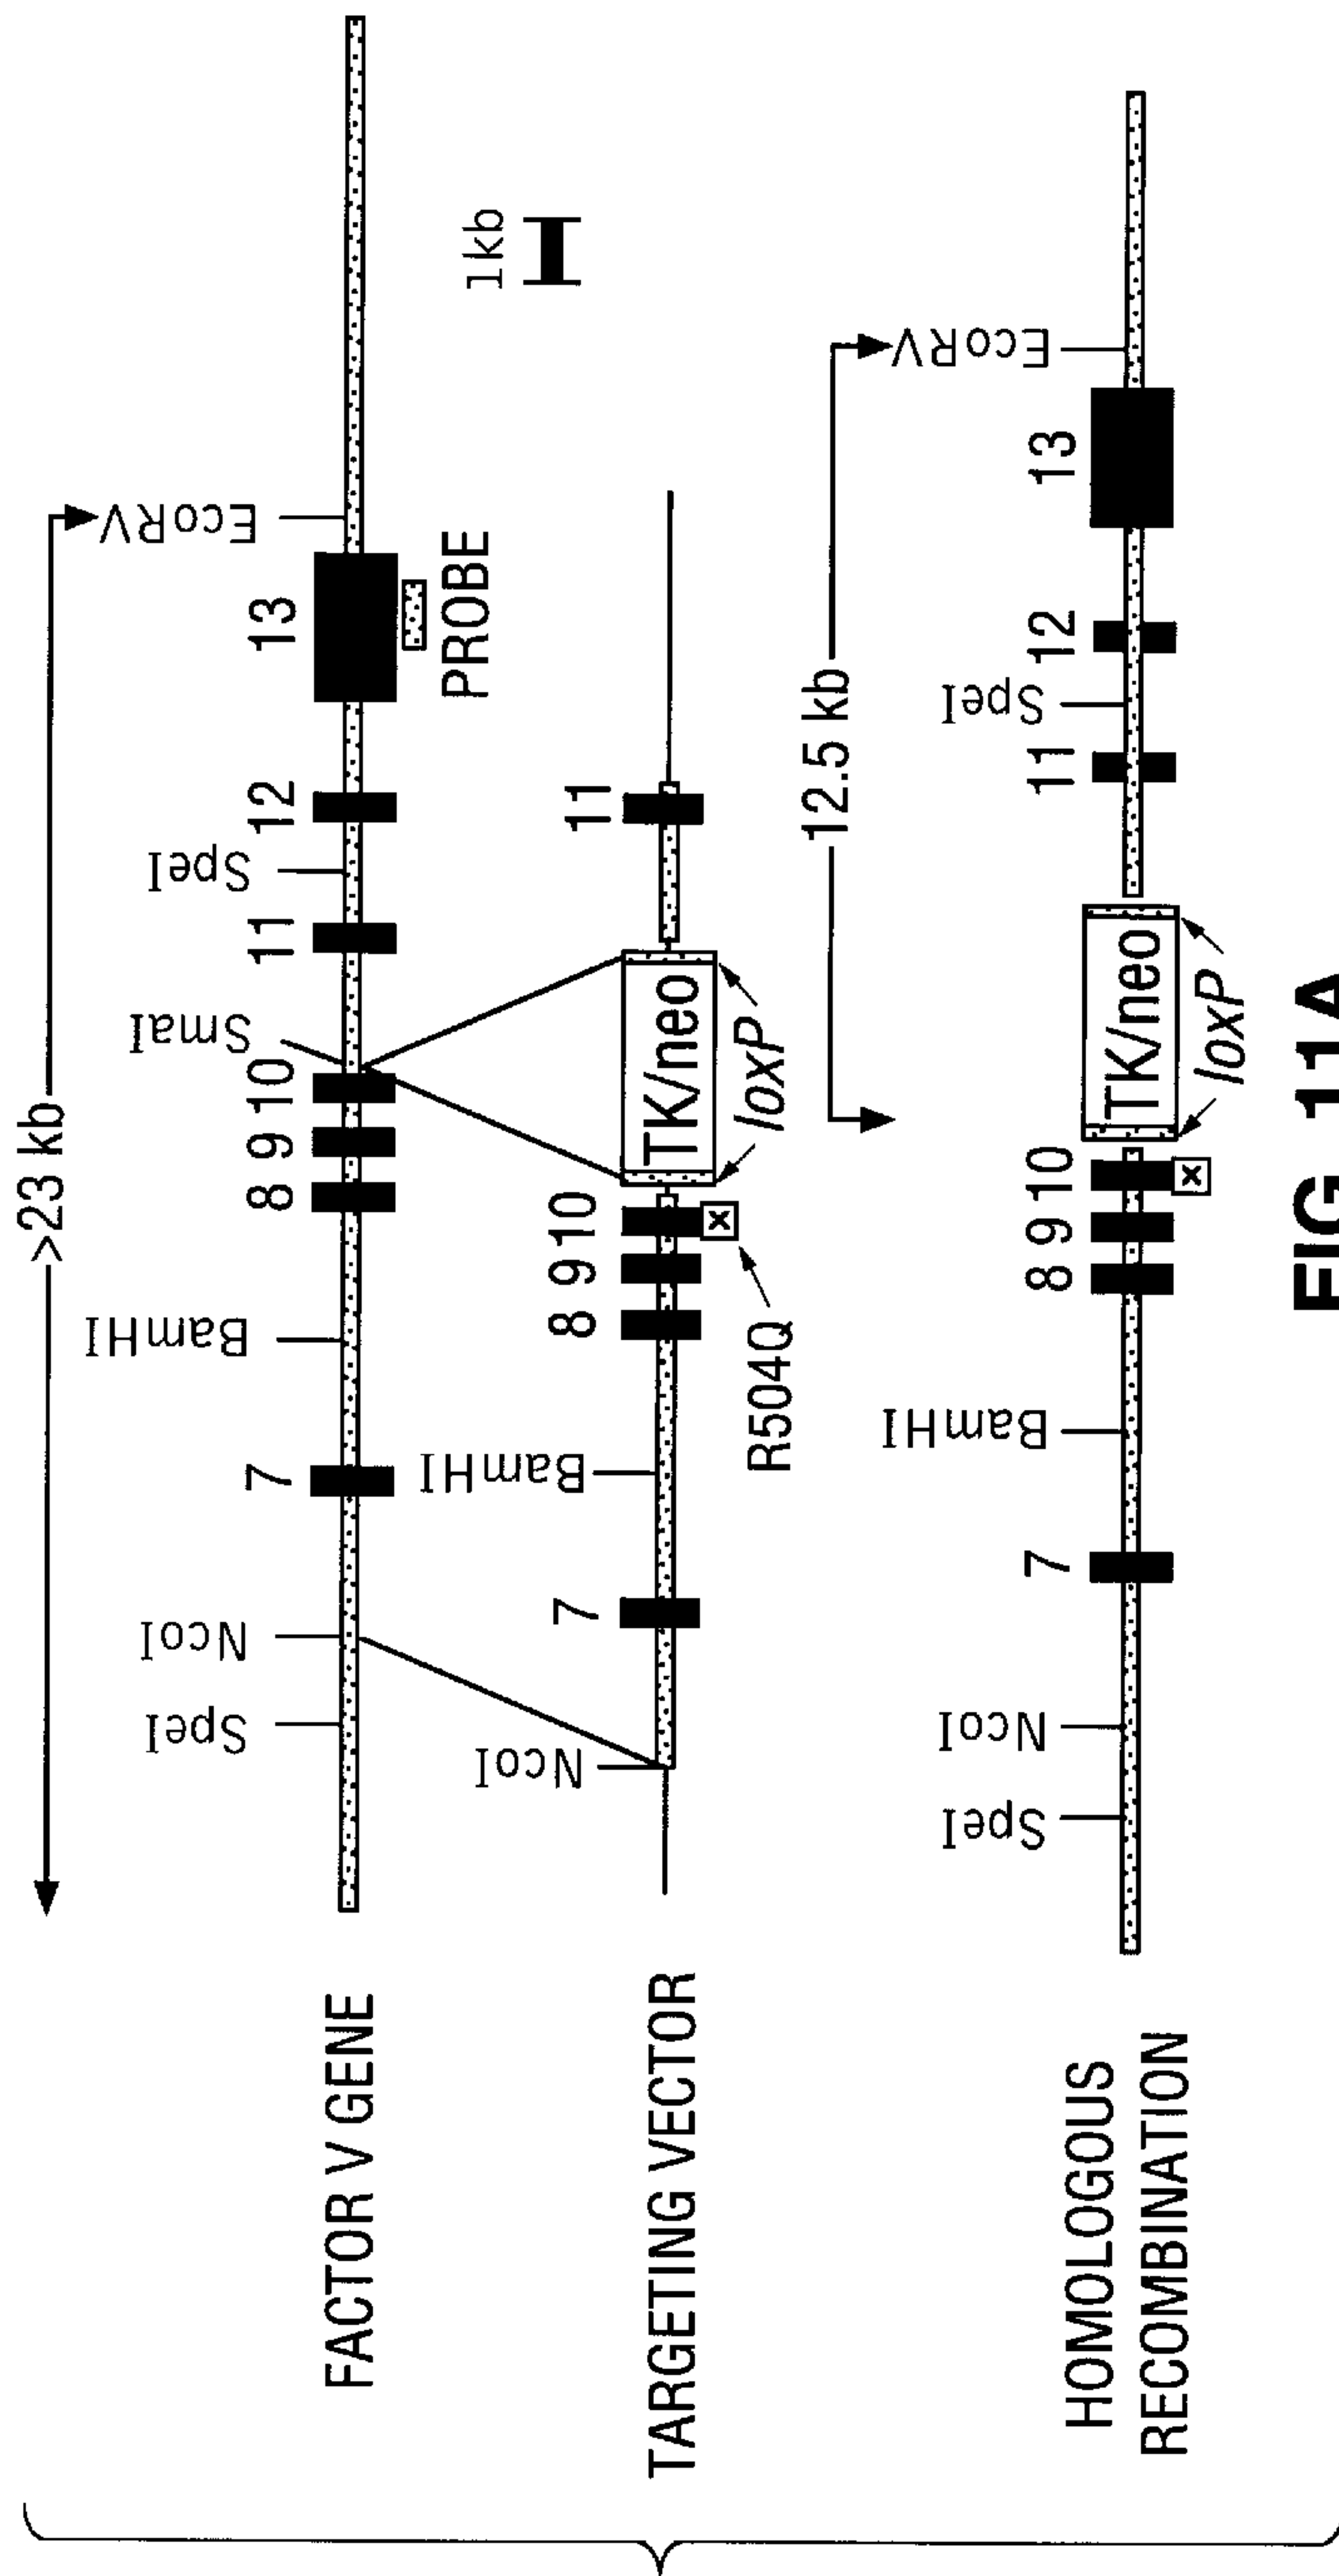 >23 kb
SpeI
NcoI
BamHI
SmaI
SpeI
EcoRV
FACTOR V GENE
7
8
9
10
11
12
13
PROBE
1kb
NcoI
BamHI
TARGETING VECTOR
7
8
9
10
TK/neo
11
x
R504Q
loxP
12.5 kb
SpeI
NcoI
BamHI
SpeI
EcoRV
HOMOLOGOUS
RECOMBINATION
7
8
9
10
TK/neo
11
12
13
x
loxP
FIG. 11A